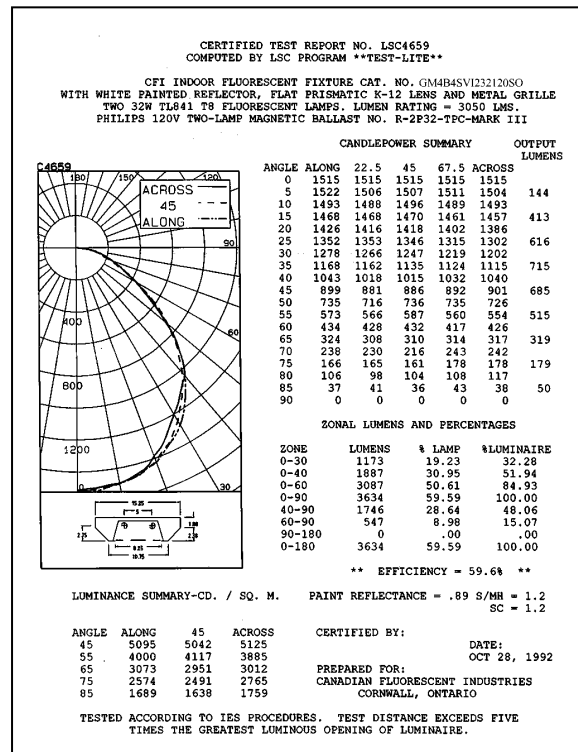 CERTIFIED TEST REPORT NO. LSC4659
COMPUTED BY LSC PROGRAM **TEST-LITE**
CFI INDOOR FLUORESCENT FIXTURE CAT. NO. GM4B4SVI232120SO
WITH WHITE PAINTED REFLECTOR, FLAT PRISMATIC K-12 LENS AND METAL GRILLE
TWO 32W TL841 T8 FLUORESCENT LAMPS. LUMEN RATING = 3050 LMS.
PHILIPS 120V TWO-LAMP MAGNETIC BALLAST NO. R-2P32-TPC-MARK III
C4659
180 150 120
ACROSS
45
ALONG
90
60
30
400
800
1200
0
15.25
5
1.88
2.25
2.38
8.25
10.75
CANDLEPOWER SUMMARY OUTPUT
LUMENS
ANGLE ALONG 22.5 45 67.5 ACROSS
0 1515 1515 1515 1515 1515
5 1522 1506 1507 1511 1504 144
10 1493 1488 1496 1489 1493
15 1468 1468 1470 1461 1457 413
20 1426 1416 1418 1402 1386
25 1352 1353 1346 1315 1302 616
30 1278 1266 1247 1219 1202
35 1168 1162 1135 1124 1115 715
40 1043 1018 1015 1032 1040
45 899 881 886 892 901 685
50 735 716 736 735 726
55 573 566 587 560 554 515
60 434 428 432 417 426
65 324 308 310 314 317 319
70 238 230 216 243 242
75 166 165 161 178 178 179
80 106 98 104 108 117
85 37 41 36 43 38 50
90 0 0 0 0 0
ZONAL LUMENS AND PERCENTAGES
ZONE LUMENS % LAMP %LUMINAIRE
0-30 1173 19.23 32.28
0-40 1887 30.95 51.94
0-60 3087 50.61 84.93
0-90 3634 59.59 100.00
40-90 1746 28.64 48.06
60-90 547 8.98 15.07
90-180 0 .00 .00
0-180 3634 59.59 100.00
** EFFICIENCY = 59.6% **
LUMINANCE SUMMARY-CD. / SQ. M. PAINT REFLECTANCE = .89 S/MH = 1.2
SC = 1.2
ANGLE ALONG 45 ACROSS
45 5095 5042 5125
55 4000 4117 3885
65 3073 2951 3012
75 2574 2491 2765
85 1689 1638 1759
CERTIFIED BY:
DATE:
OCT 28, 1992
PREPARED FOR:
CANADIAN FLUORESCENT INDUSTRIES
CORNWALL, ONTARIO
TESTED ACCORDING TO IES PROCEDURES. TEST DISTANCE EXCEEDS FIVE
TIMES THE GREATEST LUMINOUS OPENING OF LUMINAIRE.